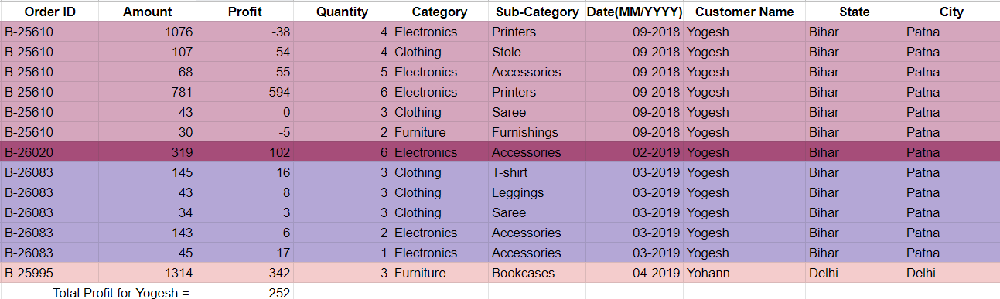 Order ID Amount Profit Quantity Category Sub-Category Date(MM/YYYY) Customer Name State City
B-25610 1076 -38 4 Electronics Printers 09-2018 Yogesh Bihar Patna
B-25610 107 -54 4 Clothing Stole 09-2018 Yogesh Bihar Patna
B-25610 68 -55 5 Electronics Accessories 09-2018 Yogesh Bihar Patna
B-25610 781 -594 6 Electronics Printers 09-2018 Yogesh Bihar Patna
B-25610 43 0 3 Clothing Saree 09-2018 Yogesh Bihar Patna
B-25610 30 -5 2 Furniture Furnishings 09-2018 Yogesh Bihar Patna
B-26020 319 102 6 Electronics Accessories 02-2019 Yogesh Bihar Patna
B-26083 145 16 3 Clothing T-shirt 03-2019 Yogesh Bihar Patna
B-26083 43 8 3 Clothing Leggings 03-2019 Yogesh Bihar Patna
B-26083 34 3 3 Clothing Saree 03-2019 Yogesh Bihar Patna
B-26083 143 6 2 Electronics Accessories 03-2019 Yogesh Bihar Patna
B-26083 45 17 1 Electronics Accessories 03-2019 Yogesh Bihar Patna
B-25995 1314 342 3 Furniture Bookcases 04-2019 Yohann Delhi Delhi
Total Profit for Yogesh = -252